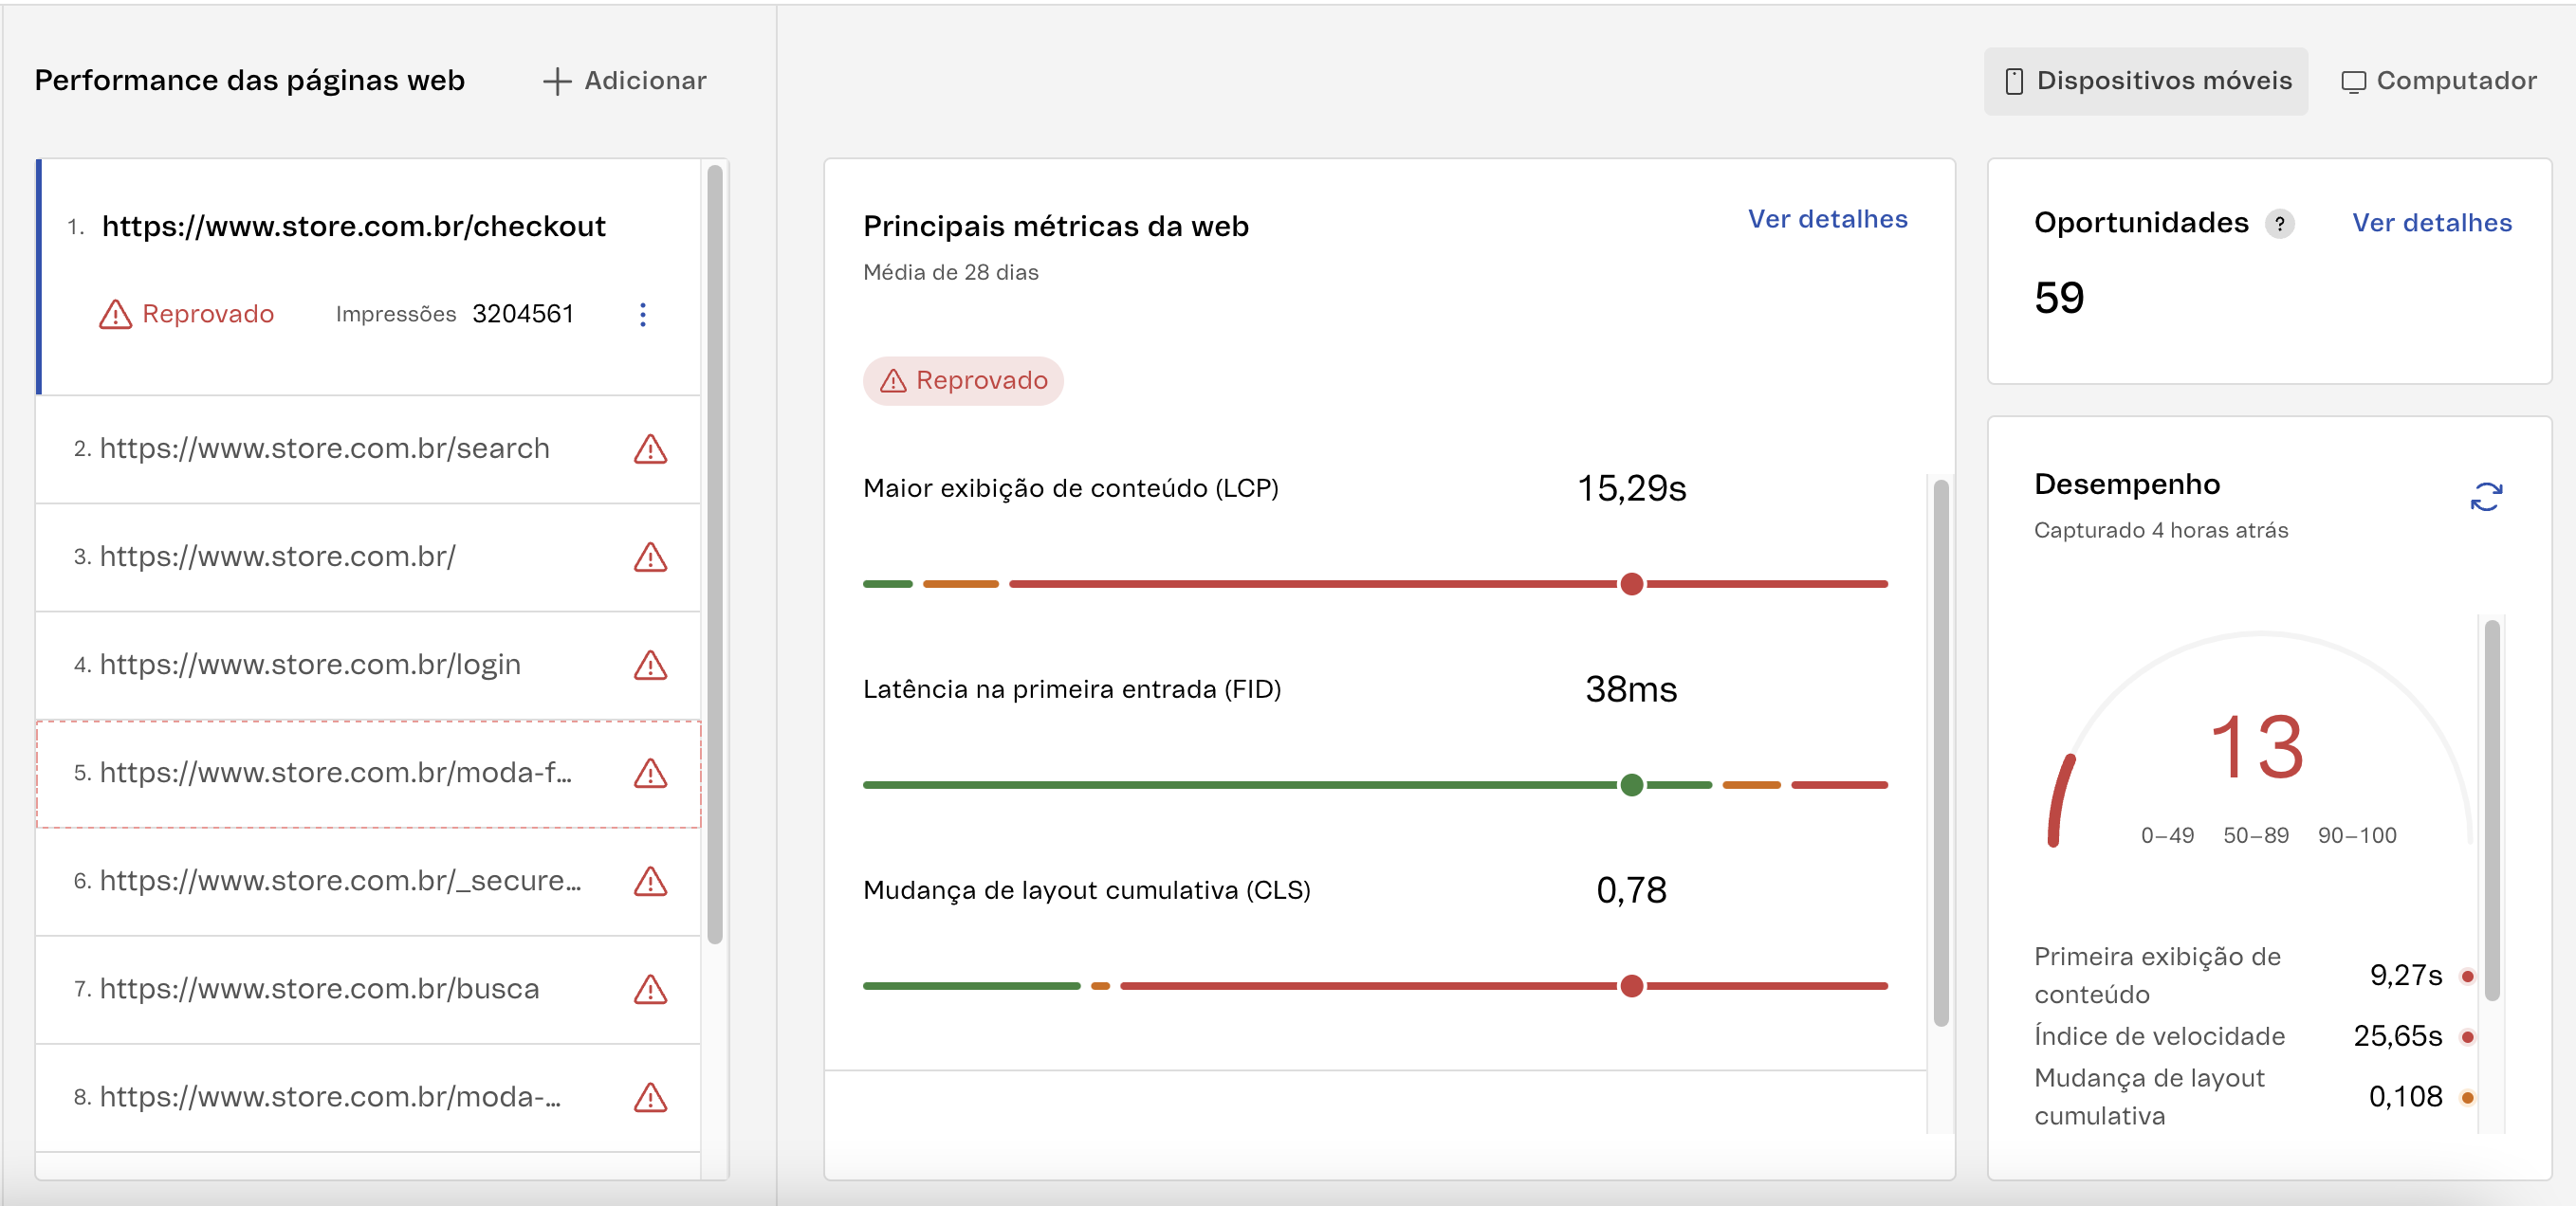 Performance das páginas web
Adicionar
1. https://www.store.com.br/checkout
Reprovado Impressões 3204561
2. https://www.store.com.br/search
3. https://www.store.com.br/
4. https://www.store.com.br/login
5. https://www.store.com.br/moda-f...
6. https://www.store.com.br/_secure...
7. https://www.store.com.br/busca
8. https://www.store.com.br/moda-...
Dispositivos móveis
Computador
Principais métricas da web
Ver detalhes
Média de 28 dias
Reprovado
Maior exibição de conteúdo (LCP) 15,29s
Latência na primeira entrada (FID) 38ms
Mudança de layout cumulativa (CLS) 0,78
Oportunidades ? Ver detalhes
59
Desempenho
Capturado 4 horas atrás
13
0–49 50–89 90–100
Primeira exibição de
conteúdo
9,27s
Índice de velocidade 25,65s
Mudança de layout
cumulativa
0,108